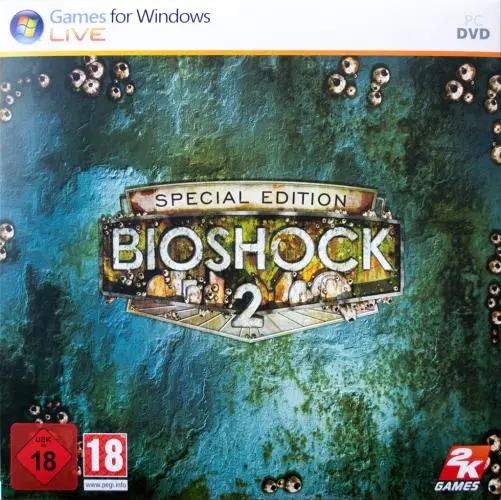 Games for Windows
LIVE
PC
DVD
SPECIAL EDITION
BIOSHOCK
2
USK
18
18
www.pegi.info
2K
GAMES